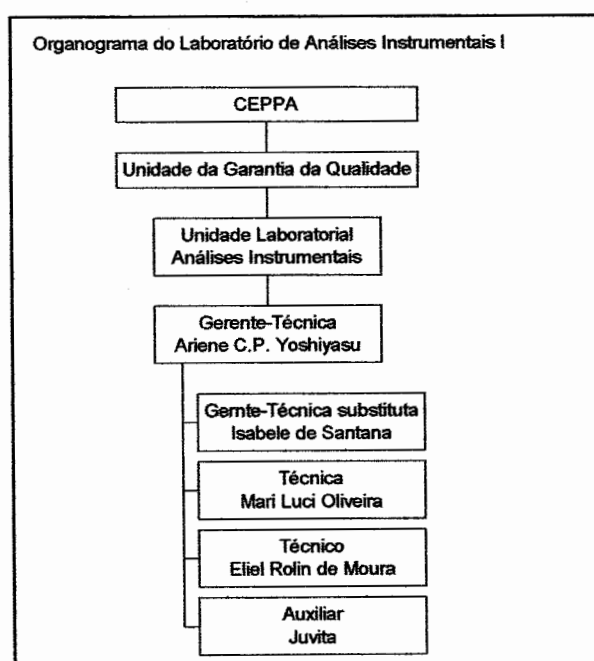 Organograma do Laboratório de Análises Instrumentais I
CEPPA
Unidade da Garantia da Qualidade
Unidade Laboratorial
Análises Instrumentais
Gerente-Técnica
Ariene C.P. Yoshiyasu
Gernte-Técnica substituta
Isabele de Santana
Técnica
Mari Luci Oliveira
Técnico
Eliel Rolin de Moura
Auxiliar
Juvita